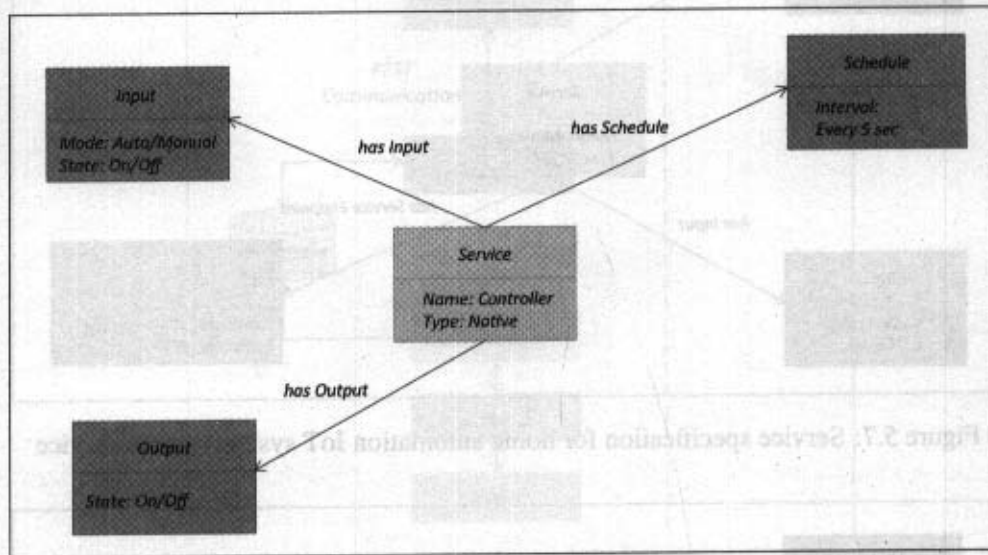 Input
Mode: Auto/Manual
State: On/Off
Schedule
Interval:
Every 5 sec
has Input
has Schedule
Service
Name: Controller
Type: Native
has Output
Output
State: On/Off
Figure 5.7: Service specification for home automation IoT sys